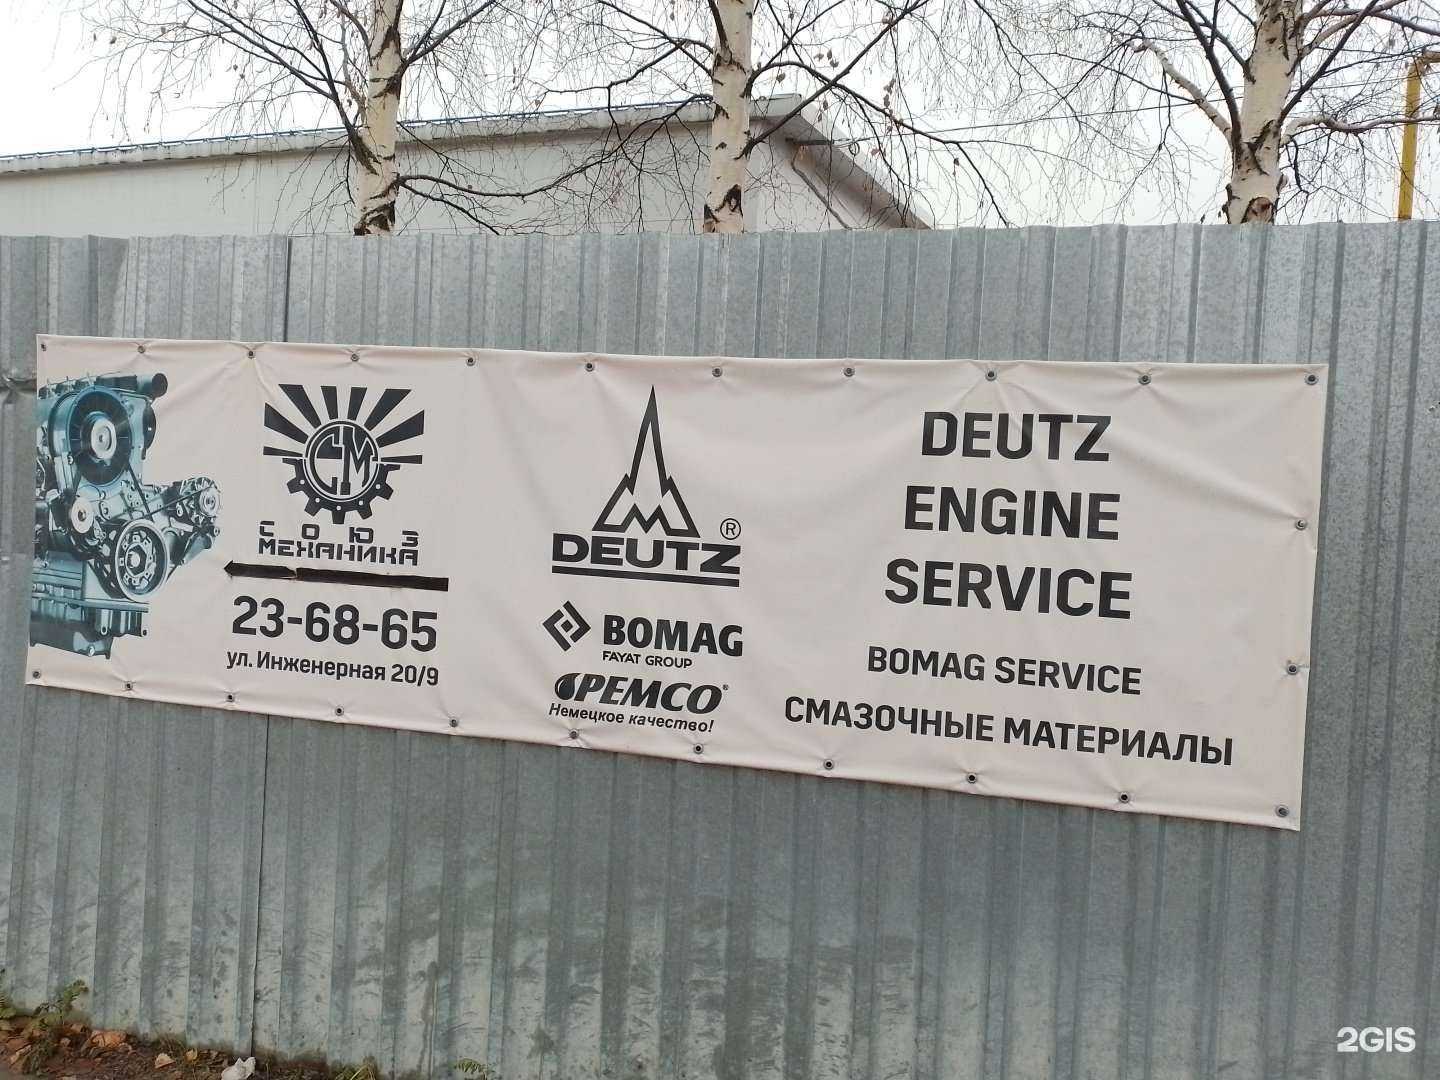 СМ
СОЮЗ
МЕХАНИКА
23-68-65
ул. Инженерная 20/9
DEUTZ ®
BOMAG
FAYAT GROUP
PEMCO®
Немецкое качество!
DEUTZ
ENGINE
SERVICE
BOMAG SERVICE
СМАЗОЧНЫЕ МАТЕРИАЛЫ
2GIS